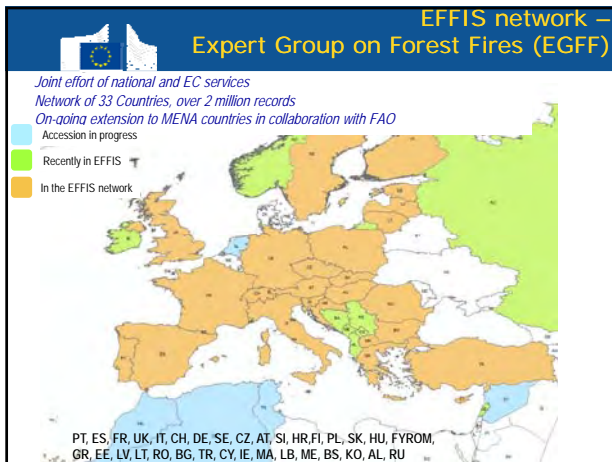 EFFIS network –
Expert Group on Forest Fires (EGFF)
Joint effort of national and EC services
Network of 33 Countries, over 2 million records
On-going extension to MENA countries in collaboration with FAO
Accession in progress
Recently in EFFIS
In the EFFIS network
PT, ES, FR, UK, IT, CH, DE, SE, CZ, AT, SI, HR,FI, PL, SK, HU, FYROM,
GR, EE, LV, LT, RO, BG, TR, CY, IE, MA, LB, ME, BS, KO, AL, RU